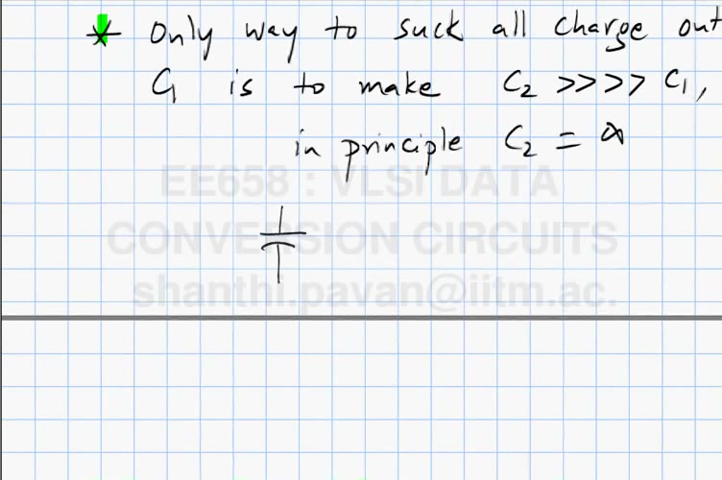 * Only way to suck all charge out
C1 is to make C2 >>>> C1,
in principle C2 = ∞
EE658 : VLSI DATA
CONVERSION CIRCUITS
shanthi.pavan@iitm.ac.